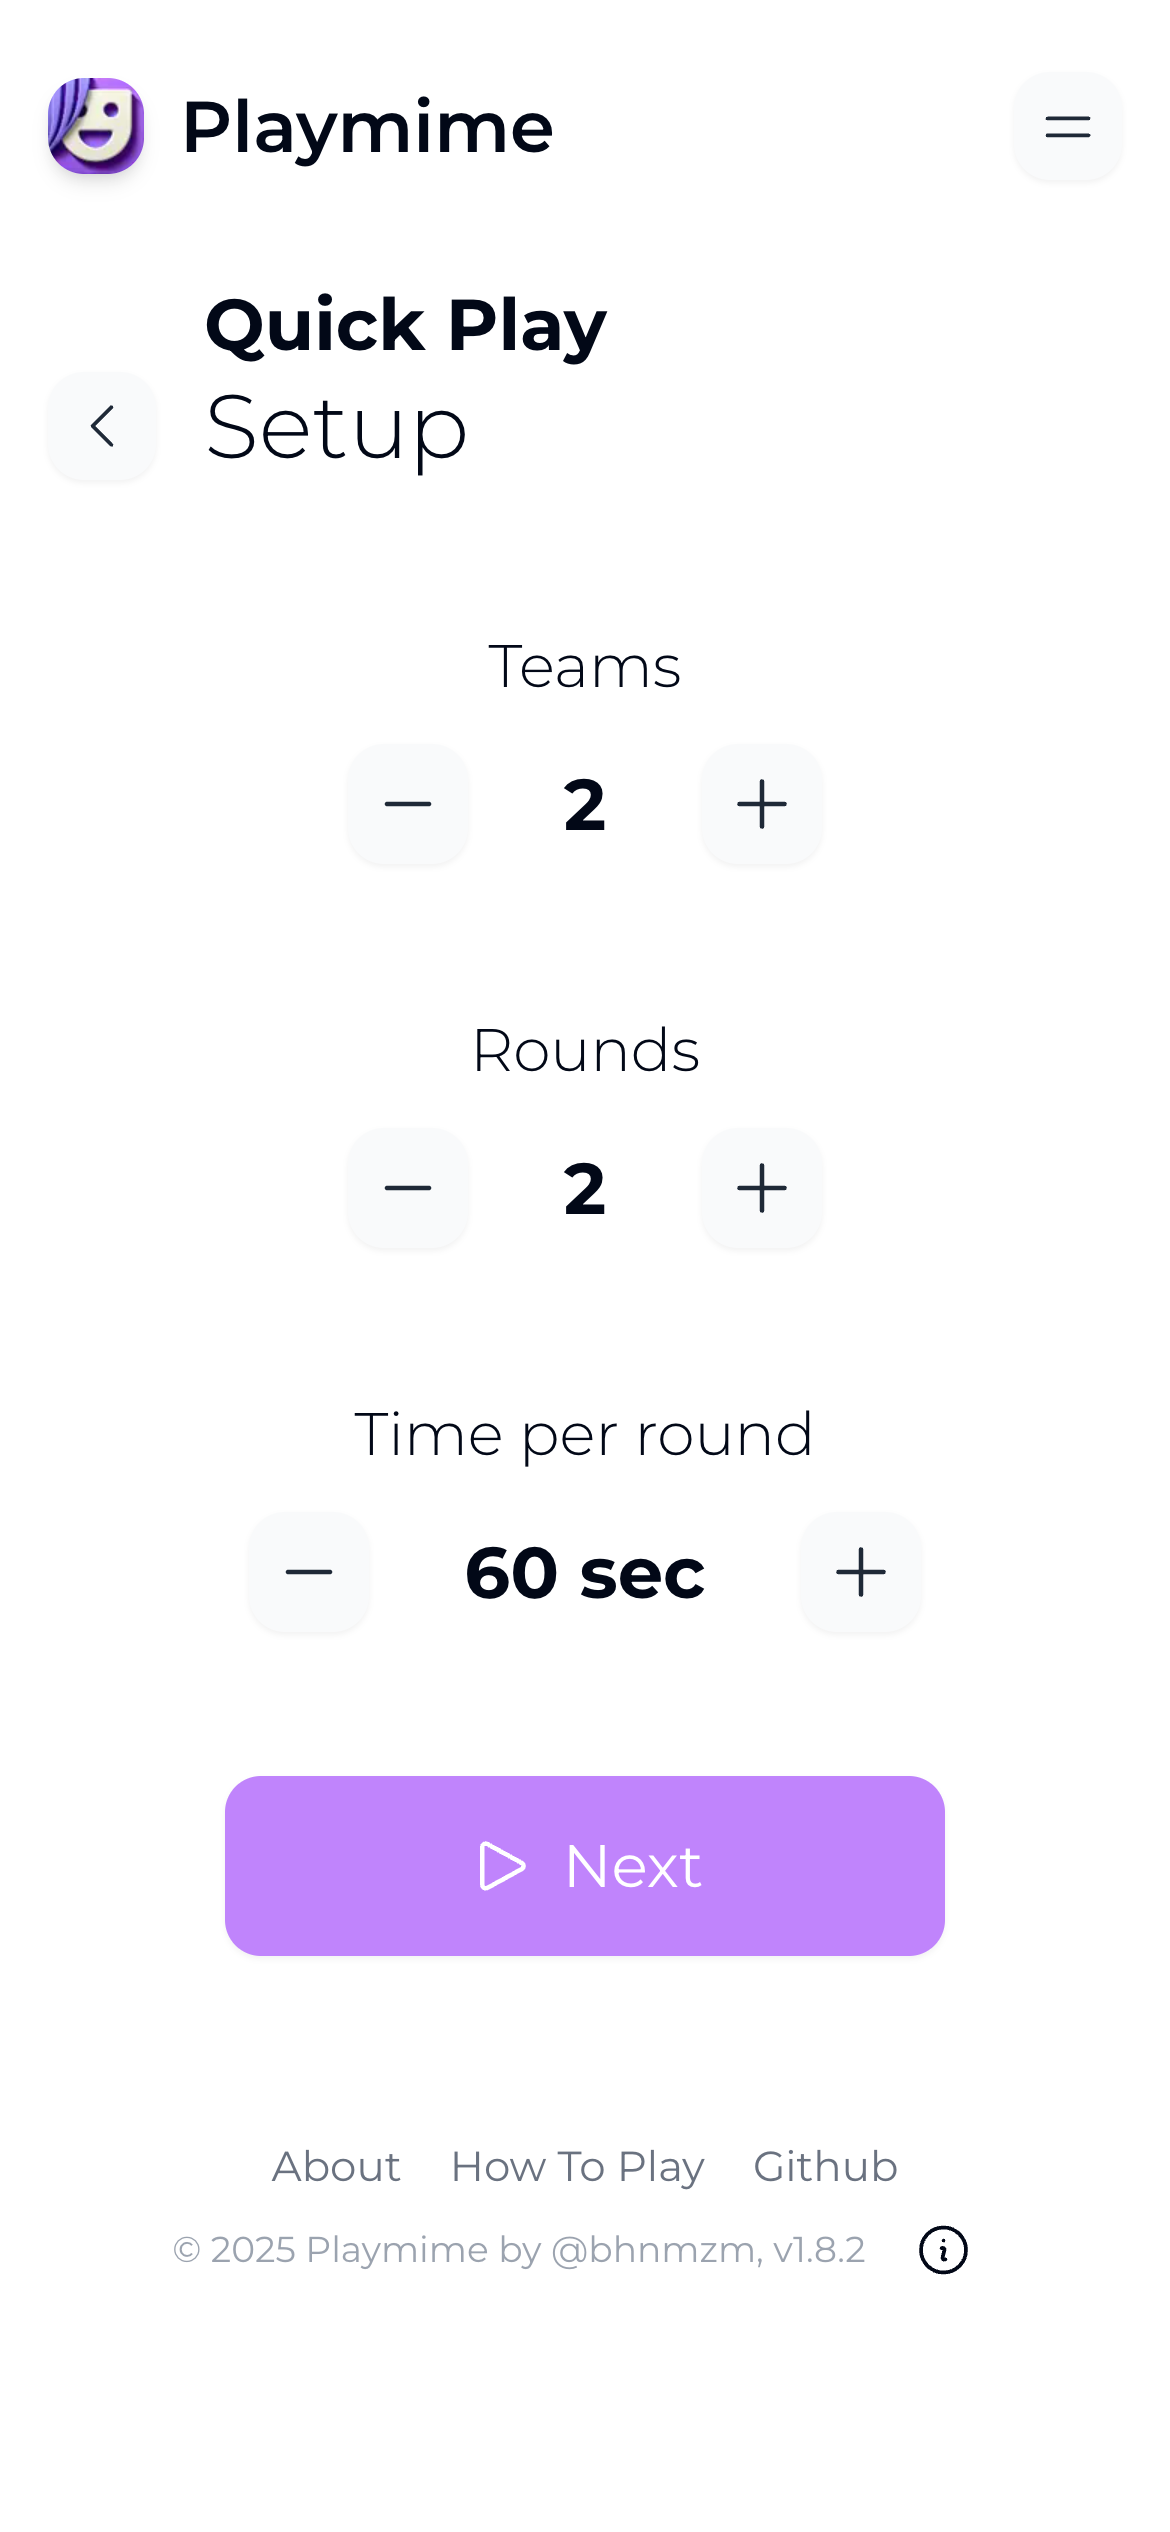 Playmime
Quick Play
Setup
Teams
2
Rounds
2
Time per round
60 sec
Next
About How To Play Github
© 2025 Playmime by @bhnmzm, v1.8.2